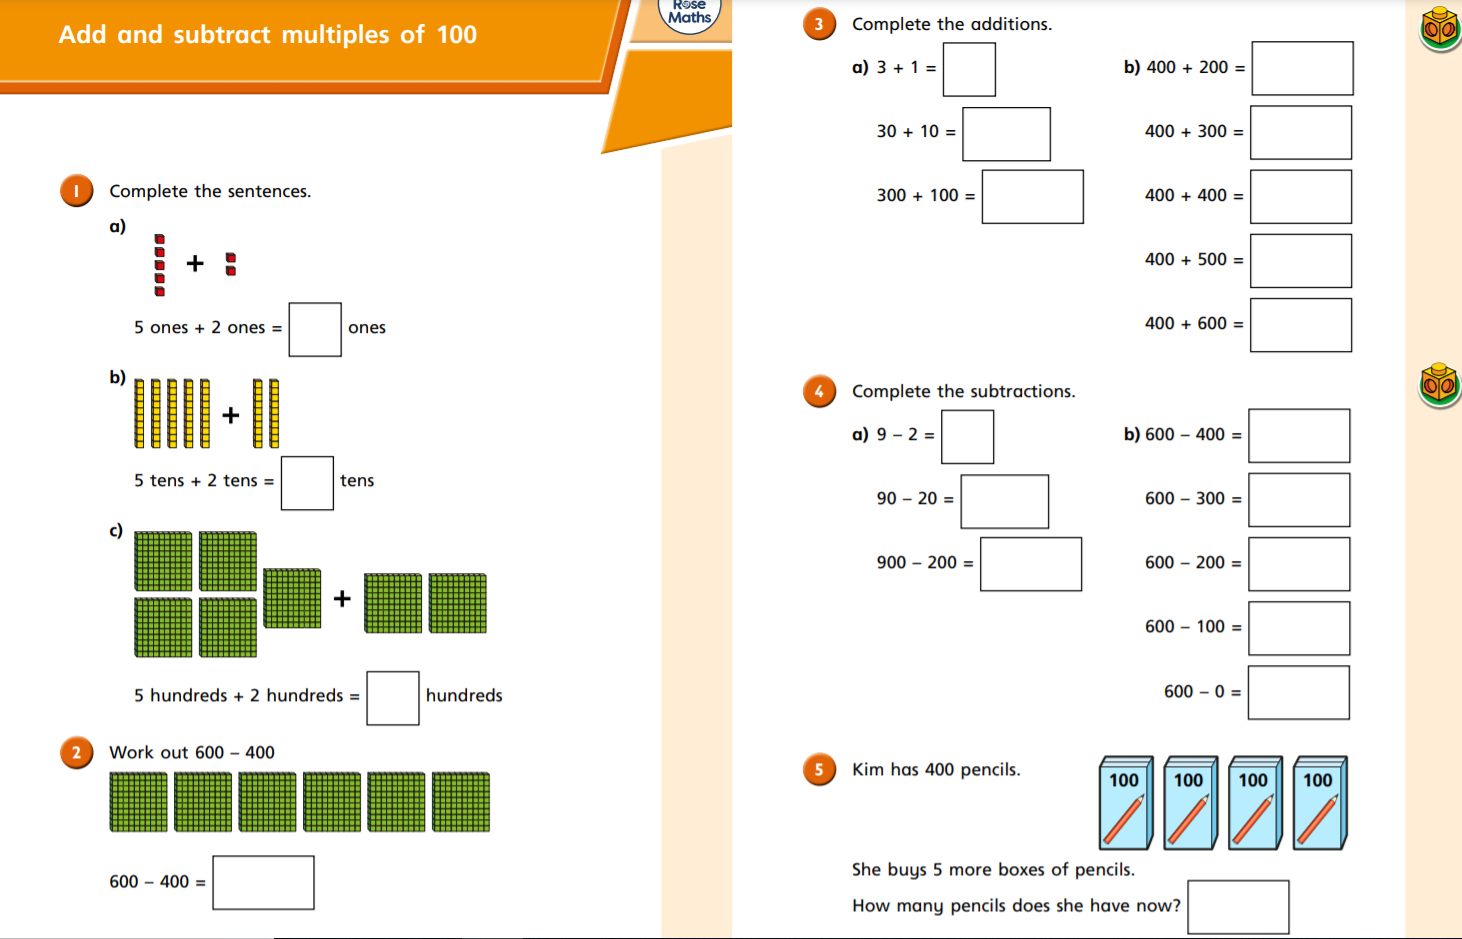 Add and subtract multiples of 100
Rose
Maths
1 Complete the sentences.
a)
+
5 ones + 2 ones = ones
b)
+
5 tens + 2 tens = tens
c)
+
5 hundreds + 2 hundreds = hundreds
2 Work out 600 – 400
600 – 400 =
3 Complete the additions.
a) 3 + 1 =
30 + 10 =
300 + 100 =
b) 400 + 200 =
400 + 300 =
400 + 400 =
400 + 500 =
400 + 600 =
4 Complete the subtractions.
a) 9 – 2 =
90 – 20 =
900 – 200 =
b) 600 – 400 =
600 – 300 =
600 – 200 =
600 – 100 =
600 – 0 =
5 Kim has 400 pencils.
100 100 100 100
She buys 5 more boxes of pencils.
How many pencils does she have now?